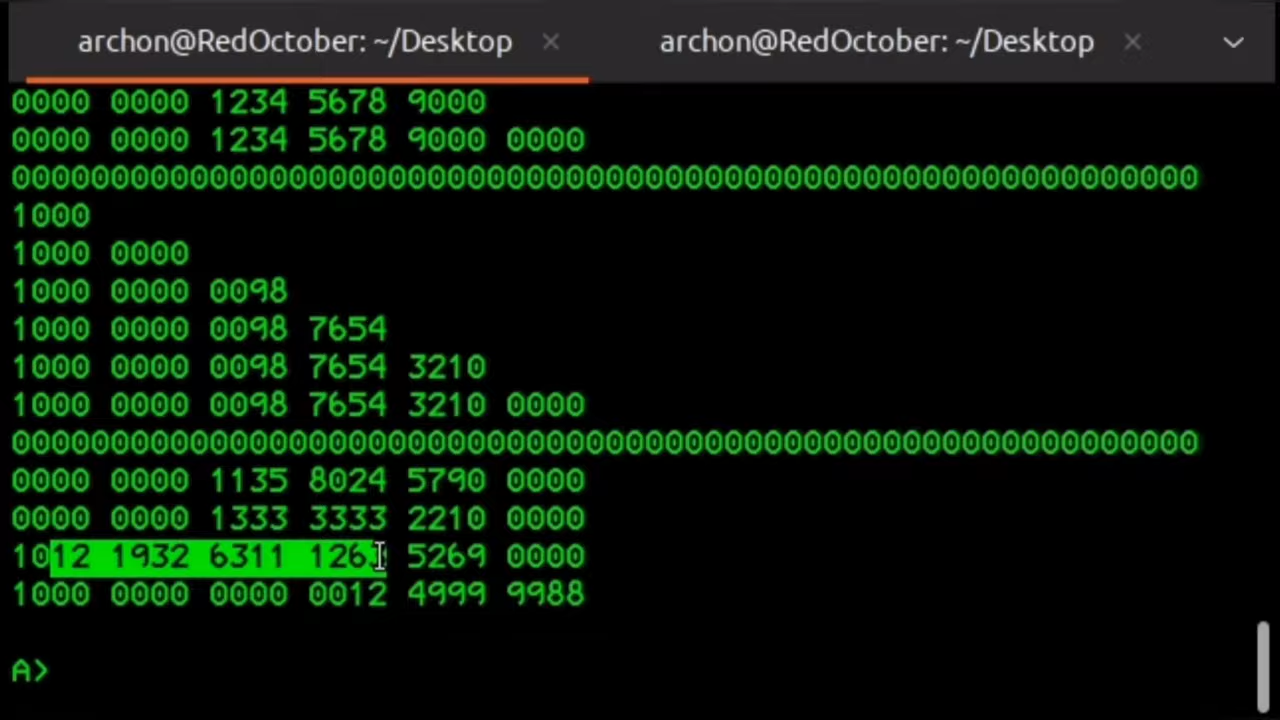 archon@RedOctober: ~/Desktop × archon@RedOctober: ~/Desktop ×
0000 0000 1234 5678 9000
0000 0000 1234 5678 9000 0000
000000000000000000000000000000000000000000000000000000000000
1000
1000 0000
1000 0000 0098
1000 0000 0098 7654
1000 0000 0098 7654 3210
1000 0000 0098 7654 3210 0000
000000000000000000000000000000000000000000000000000000000000
0000 0000 1135 8024 5790 0000
0000 0000 1333 3333 2210 0000
1012 1932 6311 1263 5269 0000
1000 0000 0000 0012 4999 9988
A>